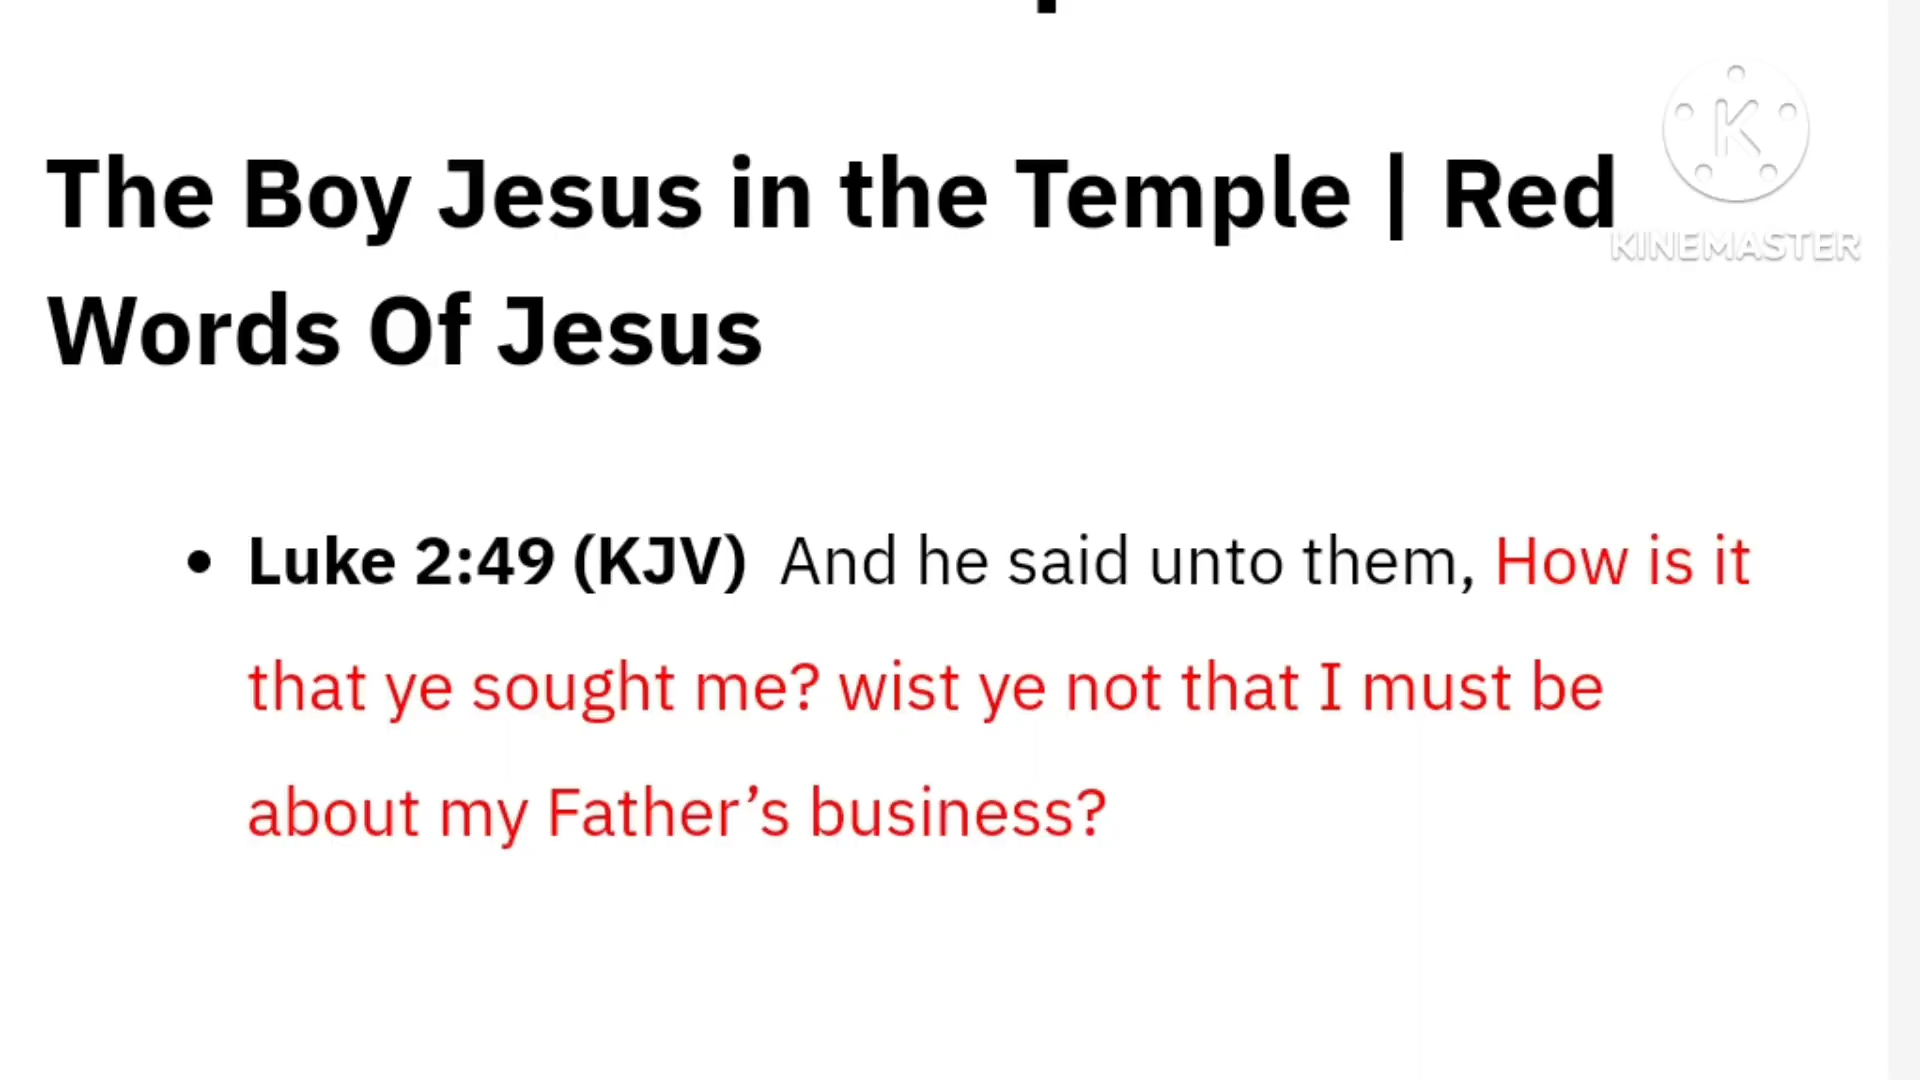 The Boy Jesus in the Temple | Red
Words Of Jesus
K
KINEMASTER
• Luke 2:49 (KJV) And he said unto them, How is it
that ye sought me? wist ye not that I must be
about my Father’s business?